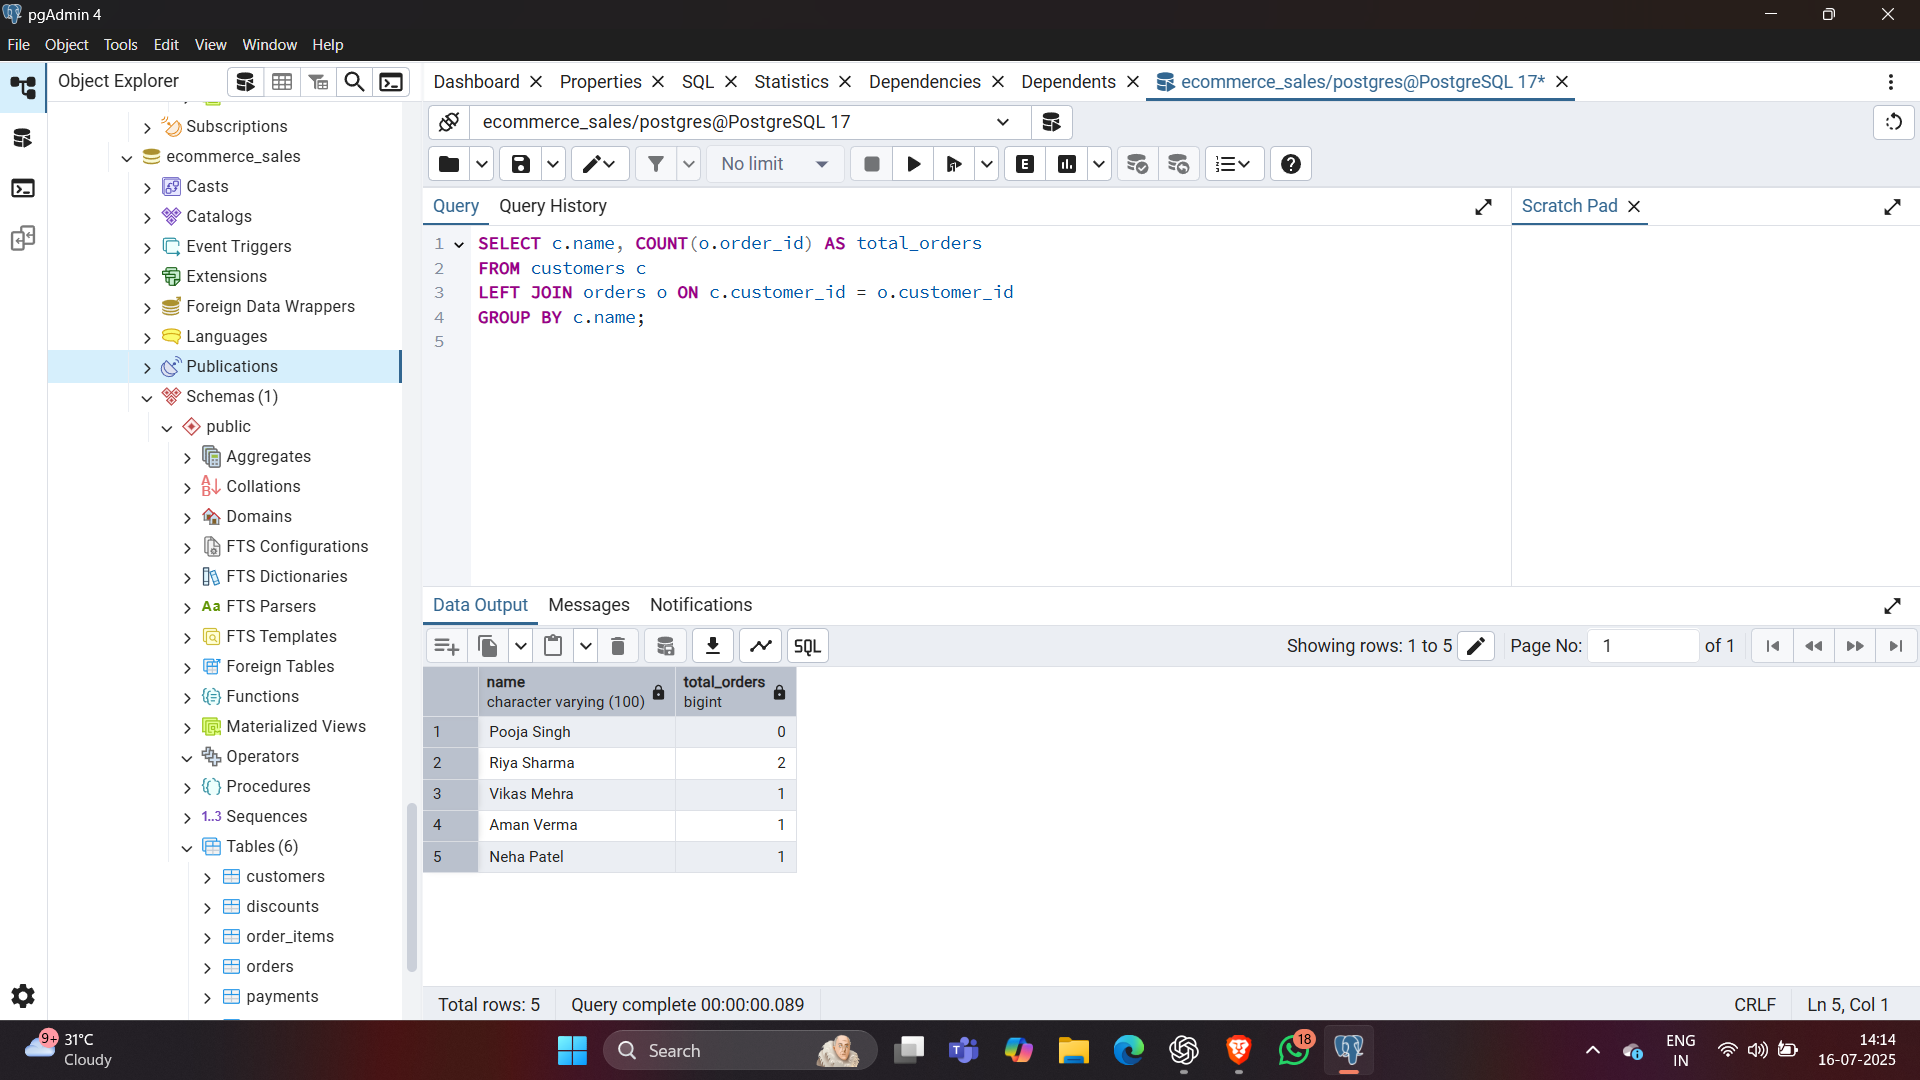 pgAdmin 4
File Object Tools Edit View Window Help
Object Explorer
Dashboard Properties SQL Statistics Dependencies Dependents ecommerce_sales/postgres@PostgreSQL 17*
Subscriptions
ecommerce_sales
Casts
Catalogs
Event Triggers
Extensions
Foreign Data Wrappers
Languages
Publications
Schemas (1)
public
Aggregates
Collations
Domains
FTS Configurations
FTS Dictionaries
Aa FTS Parsers
FTS Templates
Foreign Tables
Functions
Materialized Views
Operators
Procedures
1..3 Sequences
Tables (6)
customers
discounts
order_items
orders
payments
ecommerce_sales/postgres@PostgreSQL 17
No limit
E
Query Query History
Scratch Pad
1 SELECT c.name, COUNT(o.order_id) AS total_orders
2 FROM customers c
3 LEFT JOIN orders o ON c.customer_id = o.customer_id
4 GROUP BY c.name;
5
Data Output Messages Notifications
SQL
Showing rows: 1 to 5 Page No: 1 of 1
name total_orders
character varying (100) bigint
1 Pooja Singh 0
2 Riya Sharma 2
3 Vikas Mehra 1
4 Aman Verma 1
5 Neha Patel 1
Total rows: 5 Query complete 00:00:00.089 CRLF Ln 5, Col 1
9+ 31°C
Cloudy
Search
18
ENG
IN
14:14
16-07-2025